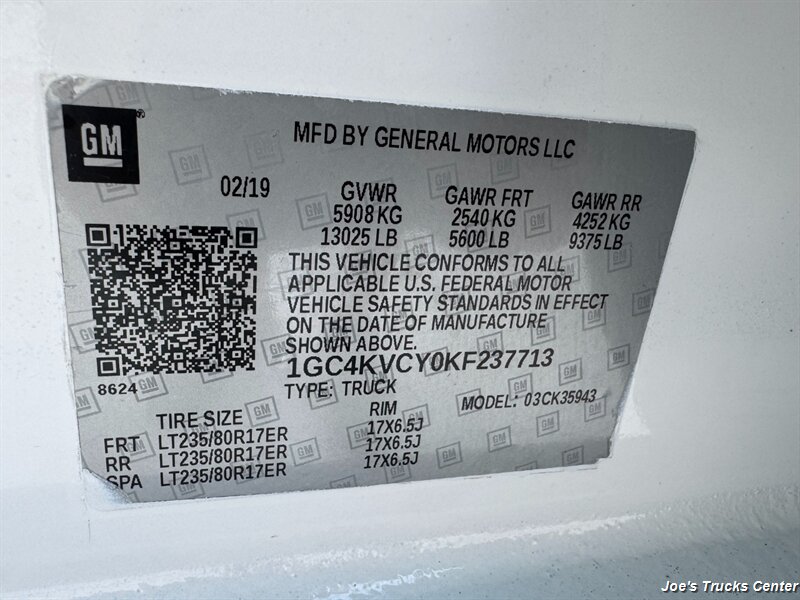 GM
MFD BY GENERAL MOTORS LLC
02/19 GVWR GAWR FRT GAWR RR
5908 KG 2540 KG 4252 KG
13025 LB 5600 LB 9375 LB
THIS VEHICLE CONFORMS TO ALL
APPLICABLE U.S. FEDERAL MOTOR
VEHICLE SAFETY STANDARDS IN EFFECT
ON THE DATE OF MANUFACTURE
SHOWN ABOVE.
8624
1GC4KVCY0KF237713
TYPE: TRUCK MODEL: 03CK35943
TIRE SIZE RIM
FRT LT235/80R17ER 17X6.5J
RR LT235/80R17ER 17X6.5J
SPA LT235/80R17ER 17X6.5J
Joe's Trucks Center